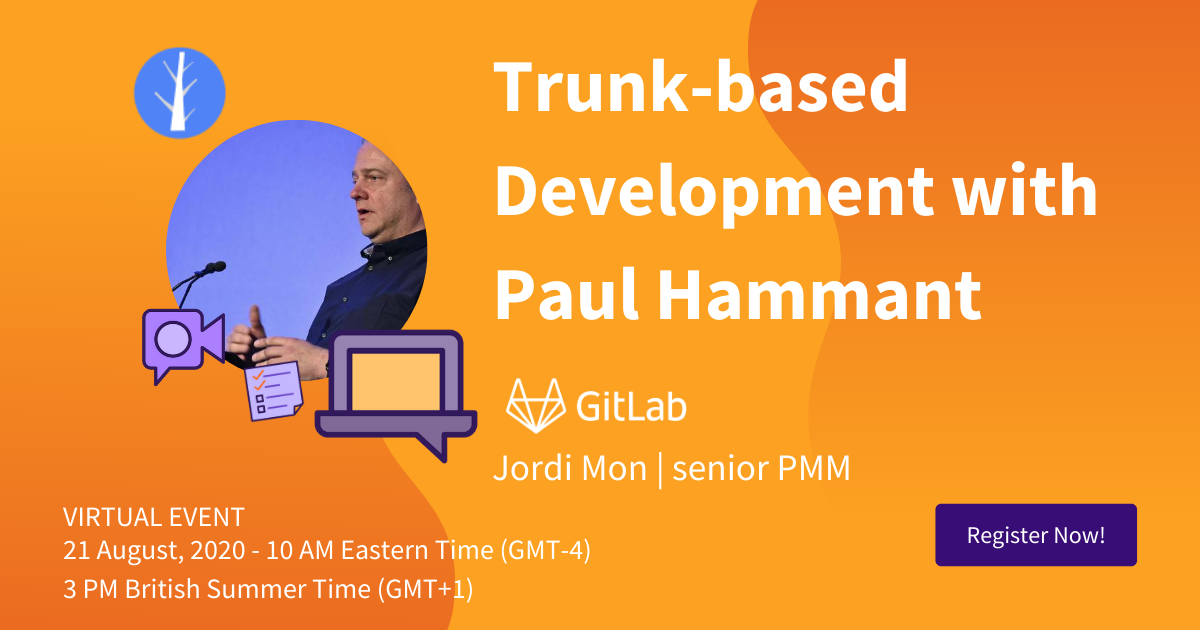 Trunk-based
Development with
Paul Hammant
GitLab
Jordi Mon | senior PMM
VIRTUAL EVENT
21 August, 2020 - 10 AM Eastern Time (GMT-4)
3 PM British Summer Time (GMT+1)
Register Now!